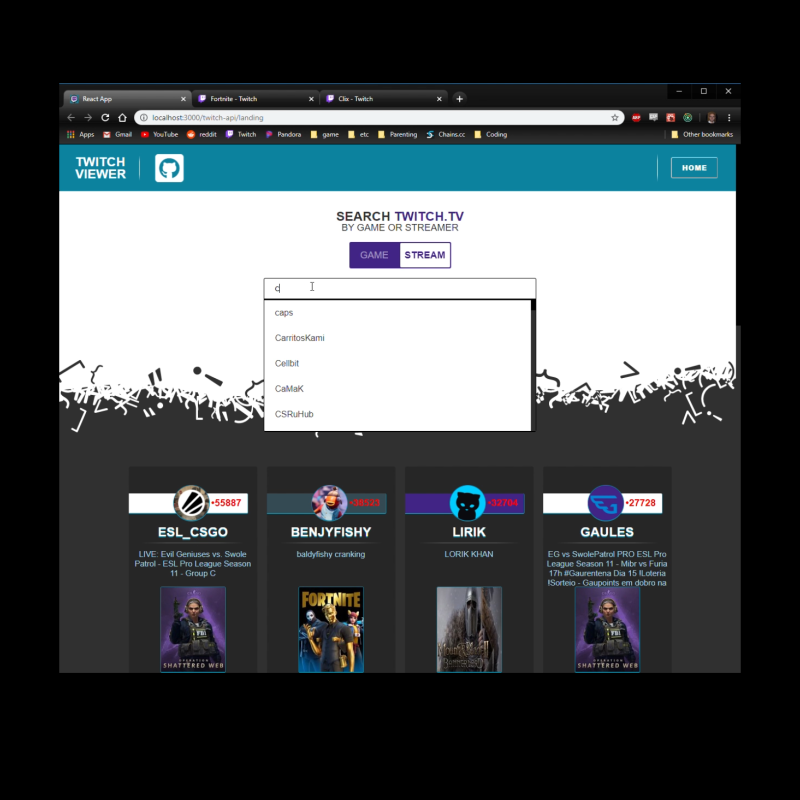 React App
Fortnite - Twitch
Clix - Twitch
localhost:3000/twitch-api/landing
Apps
Gmail
YouTube
reddit
Twitch
Pandora
game
etc
Parenting
Chains.cc
Coding
Other bookmarks
TWITCH
VIEWER
HOME
SEARCH TWITCH.TV
BY GAME OR STREAMER
GAME
STREAM
c
caps
CarritosKami
Cellbit
CaMaK
CSRuHub
•55887
•32704
•27728
ESL_CSGO
BENJYFISHY
LIRIK
GAULES
LIVE: Evil Geniuses vs. Swole
Patrol - ESL Pro League Season
11 - Group C
baldyfishy cranking
LORIK KHAN
EG vs SwolePatrol PRO ESL Pro
League Season 11 - Mibr vs Furia
17h #Gaurentena Dia 15 !Loteria
!Sorteio - Gaupoints em dobro na
FBI
OPERATION
SHATTERED WEB
FORTNITE
FBI
OPERATION
SHATTERED WEB